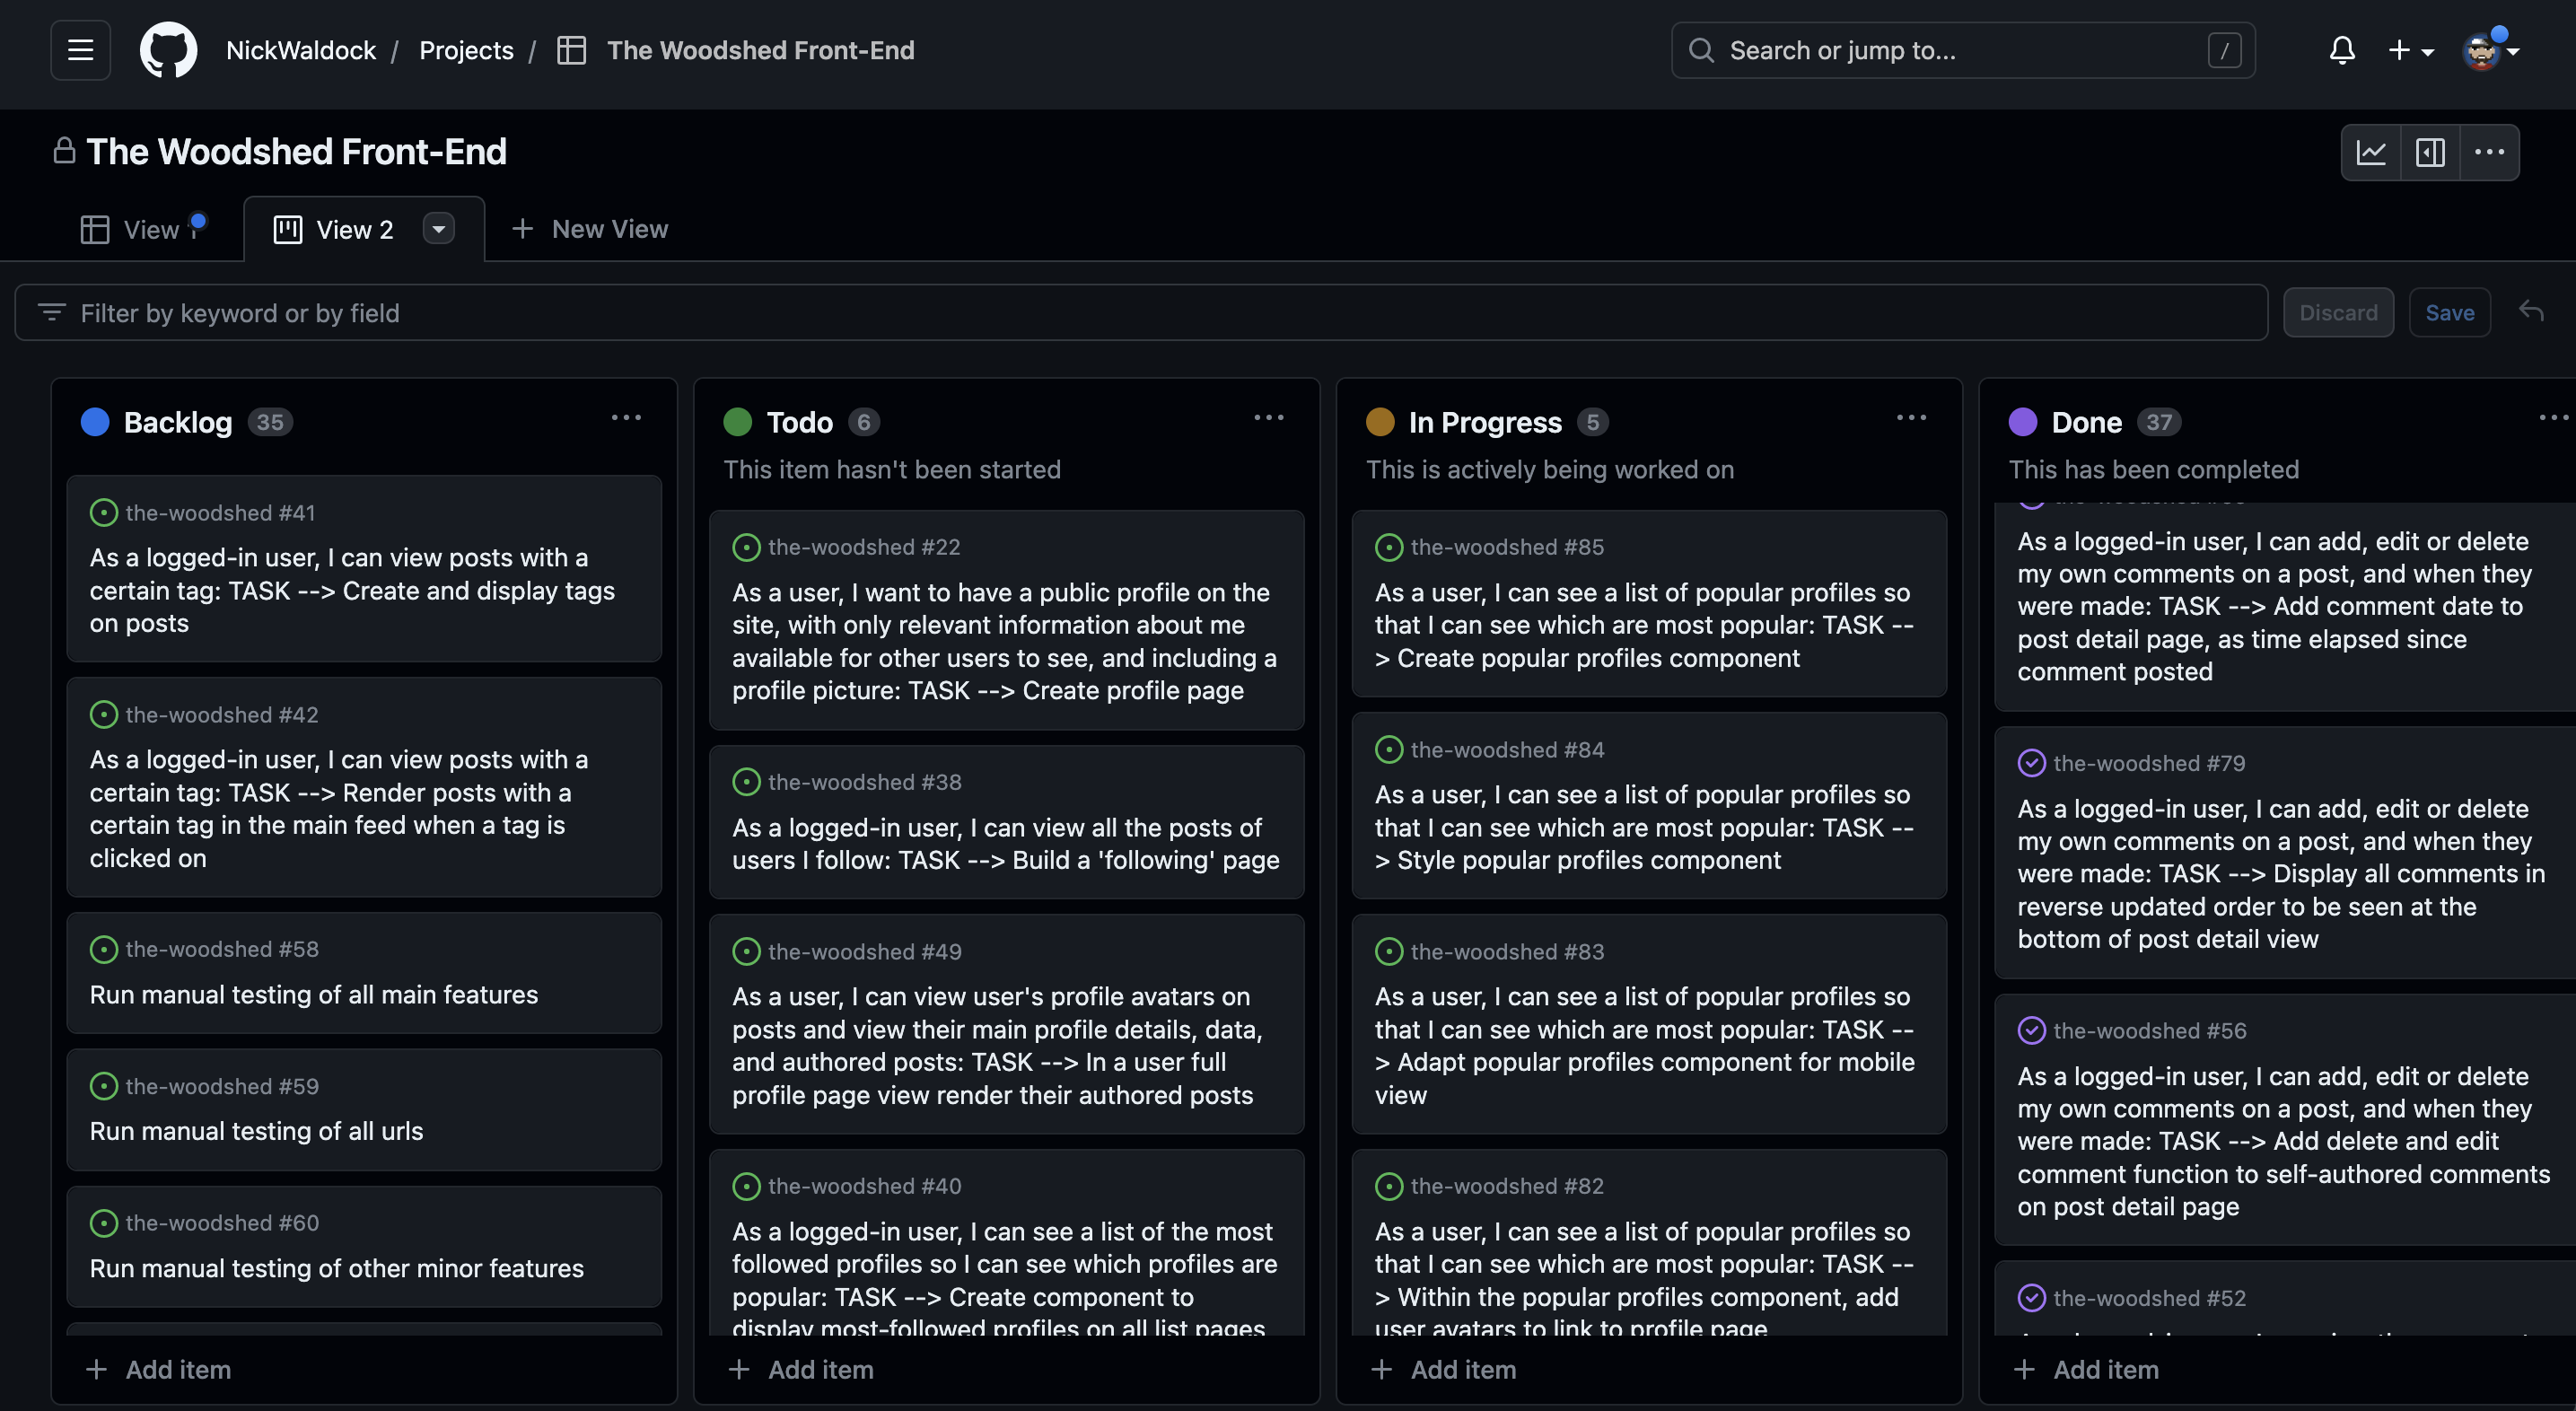 NickWaldock / Projects / The Woodshed Front-End
Search or jump to... /
The Woodshed Front-End
View
View 2
New View
Filter by keyword or by field
Discard
Save
Backlog 35
the-woodshed #41
As a logged-in user, I can view posts with a
certain tag: TASK --> Create and display tags
on posts
the-woodshed #42
As a logged-in user, I can view posts with a
certain tag: TASK --> Render posts with a
certain tag in the main feed when a tag is
clicked on
the-woodshed #58
Run manual testing of all main features
the-woodshed #59
Run manual testing of all urls
the-woodshed #60
Run manual testing of other minor features
Add item
Todo 6
This item hasn't been started
the-woodshed #22
As a user, I want to have a public profile on the
site, with only relevant information about me
available for other users to see, and including a
profile picture: TASK --> Create profile page
the-woodshed #38
As a logged-in user, I can view all the posts of
users I follow: TASK --> Build a 'following' page
the-woodshed #49
As a user, I can view user's profile avatars on
posts and view their main profile details, data,
and authored posts: TASK --> In a user full
profile page view render their authored posts
the-woodshed #40
As a logged-in user, I can see a list of the most
followed profiles so I can see which profiles are
popular: TASK --> Create component to
display most-followed profiles on all list pages
Add item
In Progress 5
This is actively being worked on
the-woodshed #85
As a user, I can see a list of popular profiles so
that I can see which are most popular: TASK --
> Create popular profiles component
the-woodshed #84
As a user, I can see a list of popular profiles so
that I can see which are most popular: TASK --
> Style popular profiles component
the-woodshed #83
As a user, I can see a list of popular profiles so
that I can see which are most popular: TASK --
> Adapt popular profiles component for mobile
view
the-woodshed #82
As a user, I can see a list of popular profiles so
that I can see which are most popular: TASK --
> Within the popular profiles component, add
user avatars to link to profile page
Add item
Done 37
This has been completed
As a logged-in user, I can add, edit or delete
my own comments on a post, and when they
were made: TASK --> Add comment date to
post detail page, as time elapsed since
comment posted
the-woodshed #79
As a logged-in user, I can add, edit or delete
my own comments on a post, and when they
were made: TASK --> Display all comments in
reverse updated order to be seen at the
bottom of post detail view
the-woodshed #56
As a logged-in user, I can add, edit or delete
my own comments on a post, and when they
were made: TASK --> Add delete and edit
comment function to self-authored comments
on post detail page
the-woodshed #52
Add item